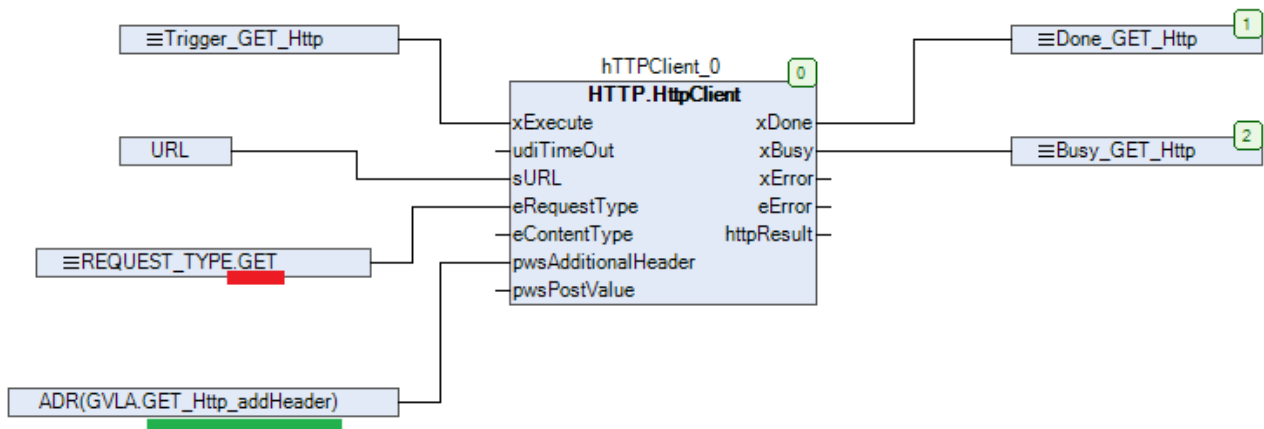 ≡Trigger_GET_Http
URL
≡REQUEST_TYPE.GET
ADR(GVLA.GET_Http_addHeader)
hTTPClient_0
0
HTTP.HttpClient
xExecute xDone
udiTimeOut xBusy
sURL xError
eRequestType eError
eContentType httpResult
pwsAdditionalHeader
pwsPostValue
1
≡Done_GET_Http
2
≡Busy_GET_Http